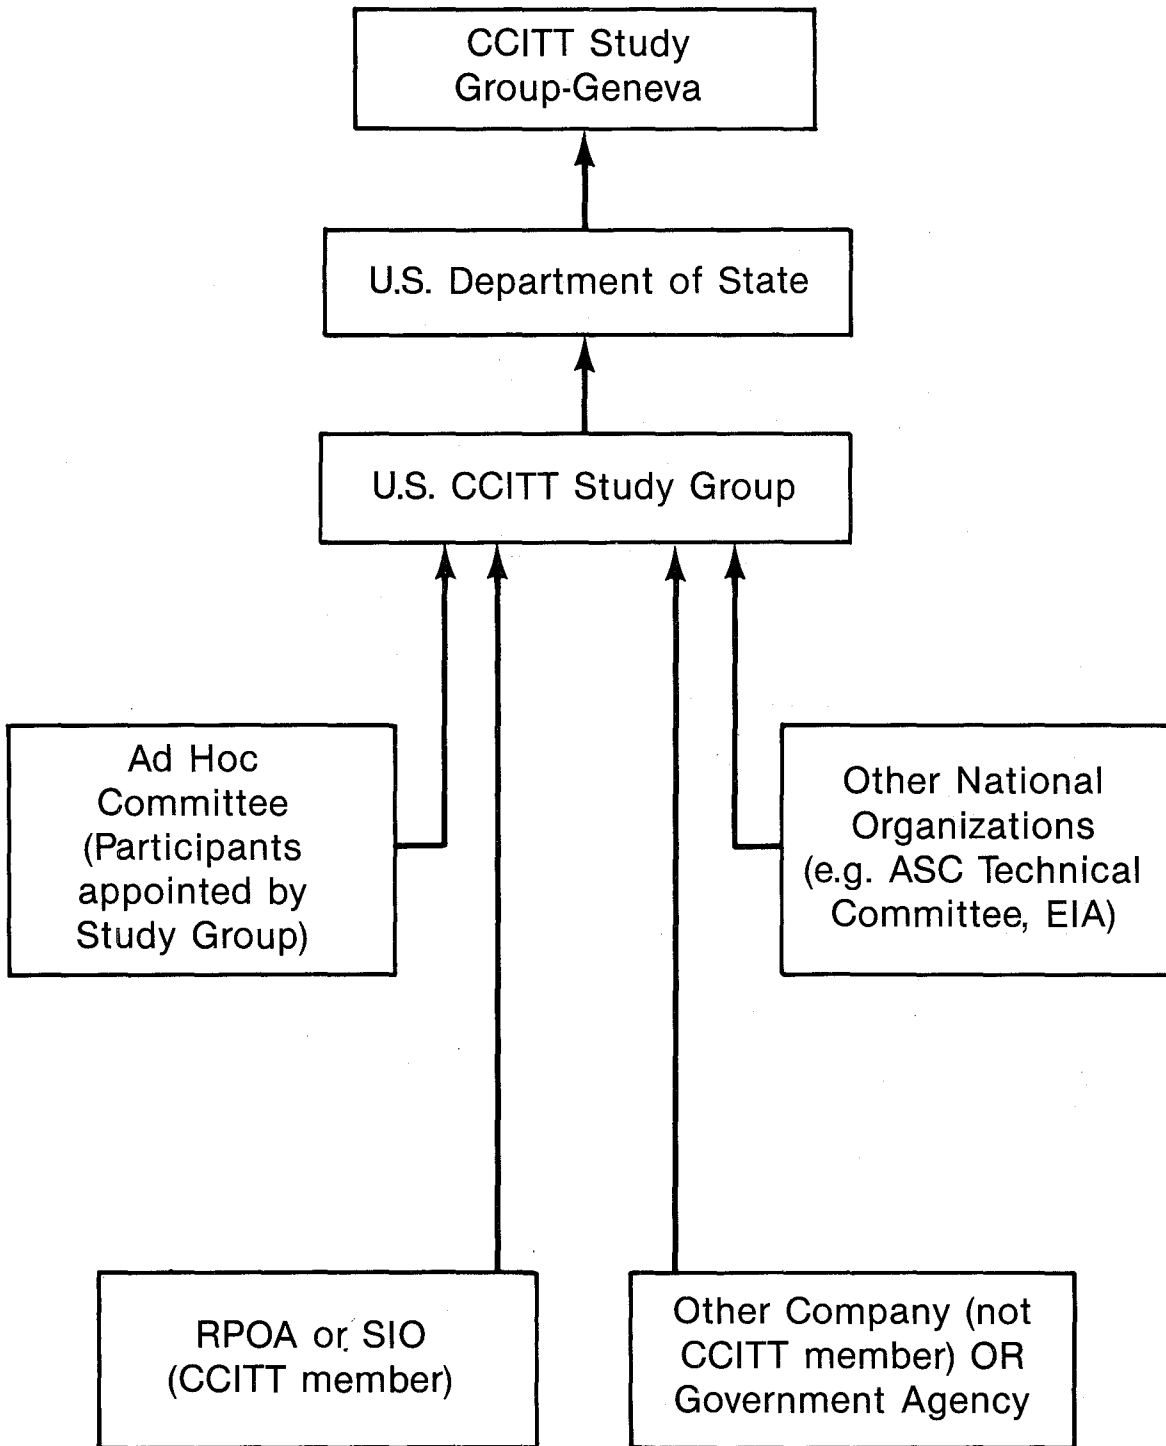 CCITT Study
Group-Geneva
U.S. Department of State
U.S. CCITT Study Group
Ad Hoc
Committee
(Participants
appointed by
Study Group)
Other National
Organizations
(e.g. ASC Technical
Committee, EIA)
RPOA or SIO
(CCITT member)
Other Company (not
CCITT member) OR
Government Agency